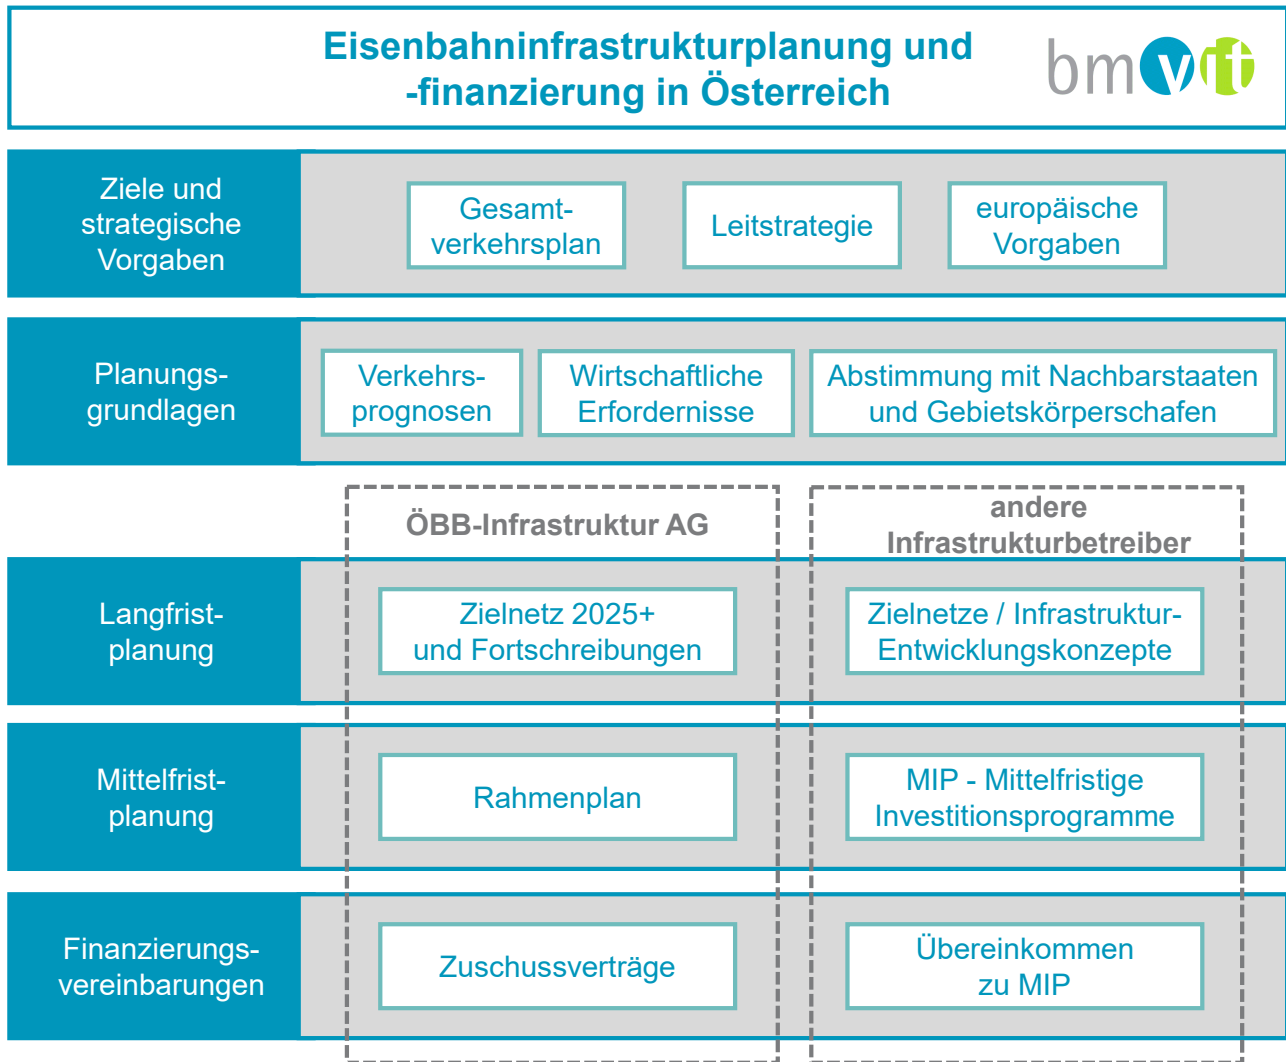 Eisenbahninfrastrukturplanung und
-finanzierung in Österreich
bmvit
Ziele und
strategische
Vorgaben
Gesamt-
verkehrsplan
Leitstrategie
europäische
Vorgaben
Planungs-
grundlagen
Verkehrs-
prognosen
Wirtschaftliche
Erfordernisse
Abstimmung mit Nachbarstaaten
und Gebietskörperschafen
ÖBB-Infrastruktur AG
andere
Infrastrukturbetreiber
Langfrist-
planung
Zielnetz 2025+
und Fortschreibungen
Zielnetze / Infrastruktur-
Entwicklungskonzepte
Mittelfrist-
planung
Rahmenplan
MIP - Mittelfristige
Investitionsprogramme
Finanzierungs-
vereinbarungen
Zuschussverträge
Übereinkommen
zu MIP